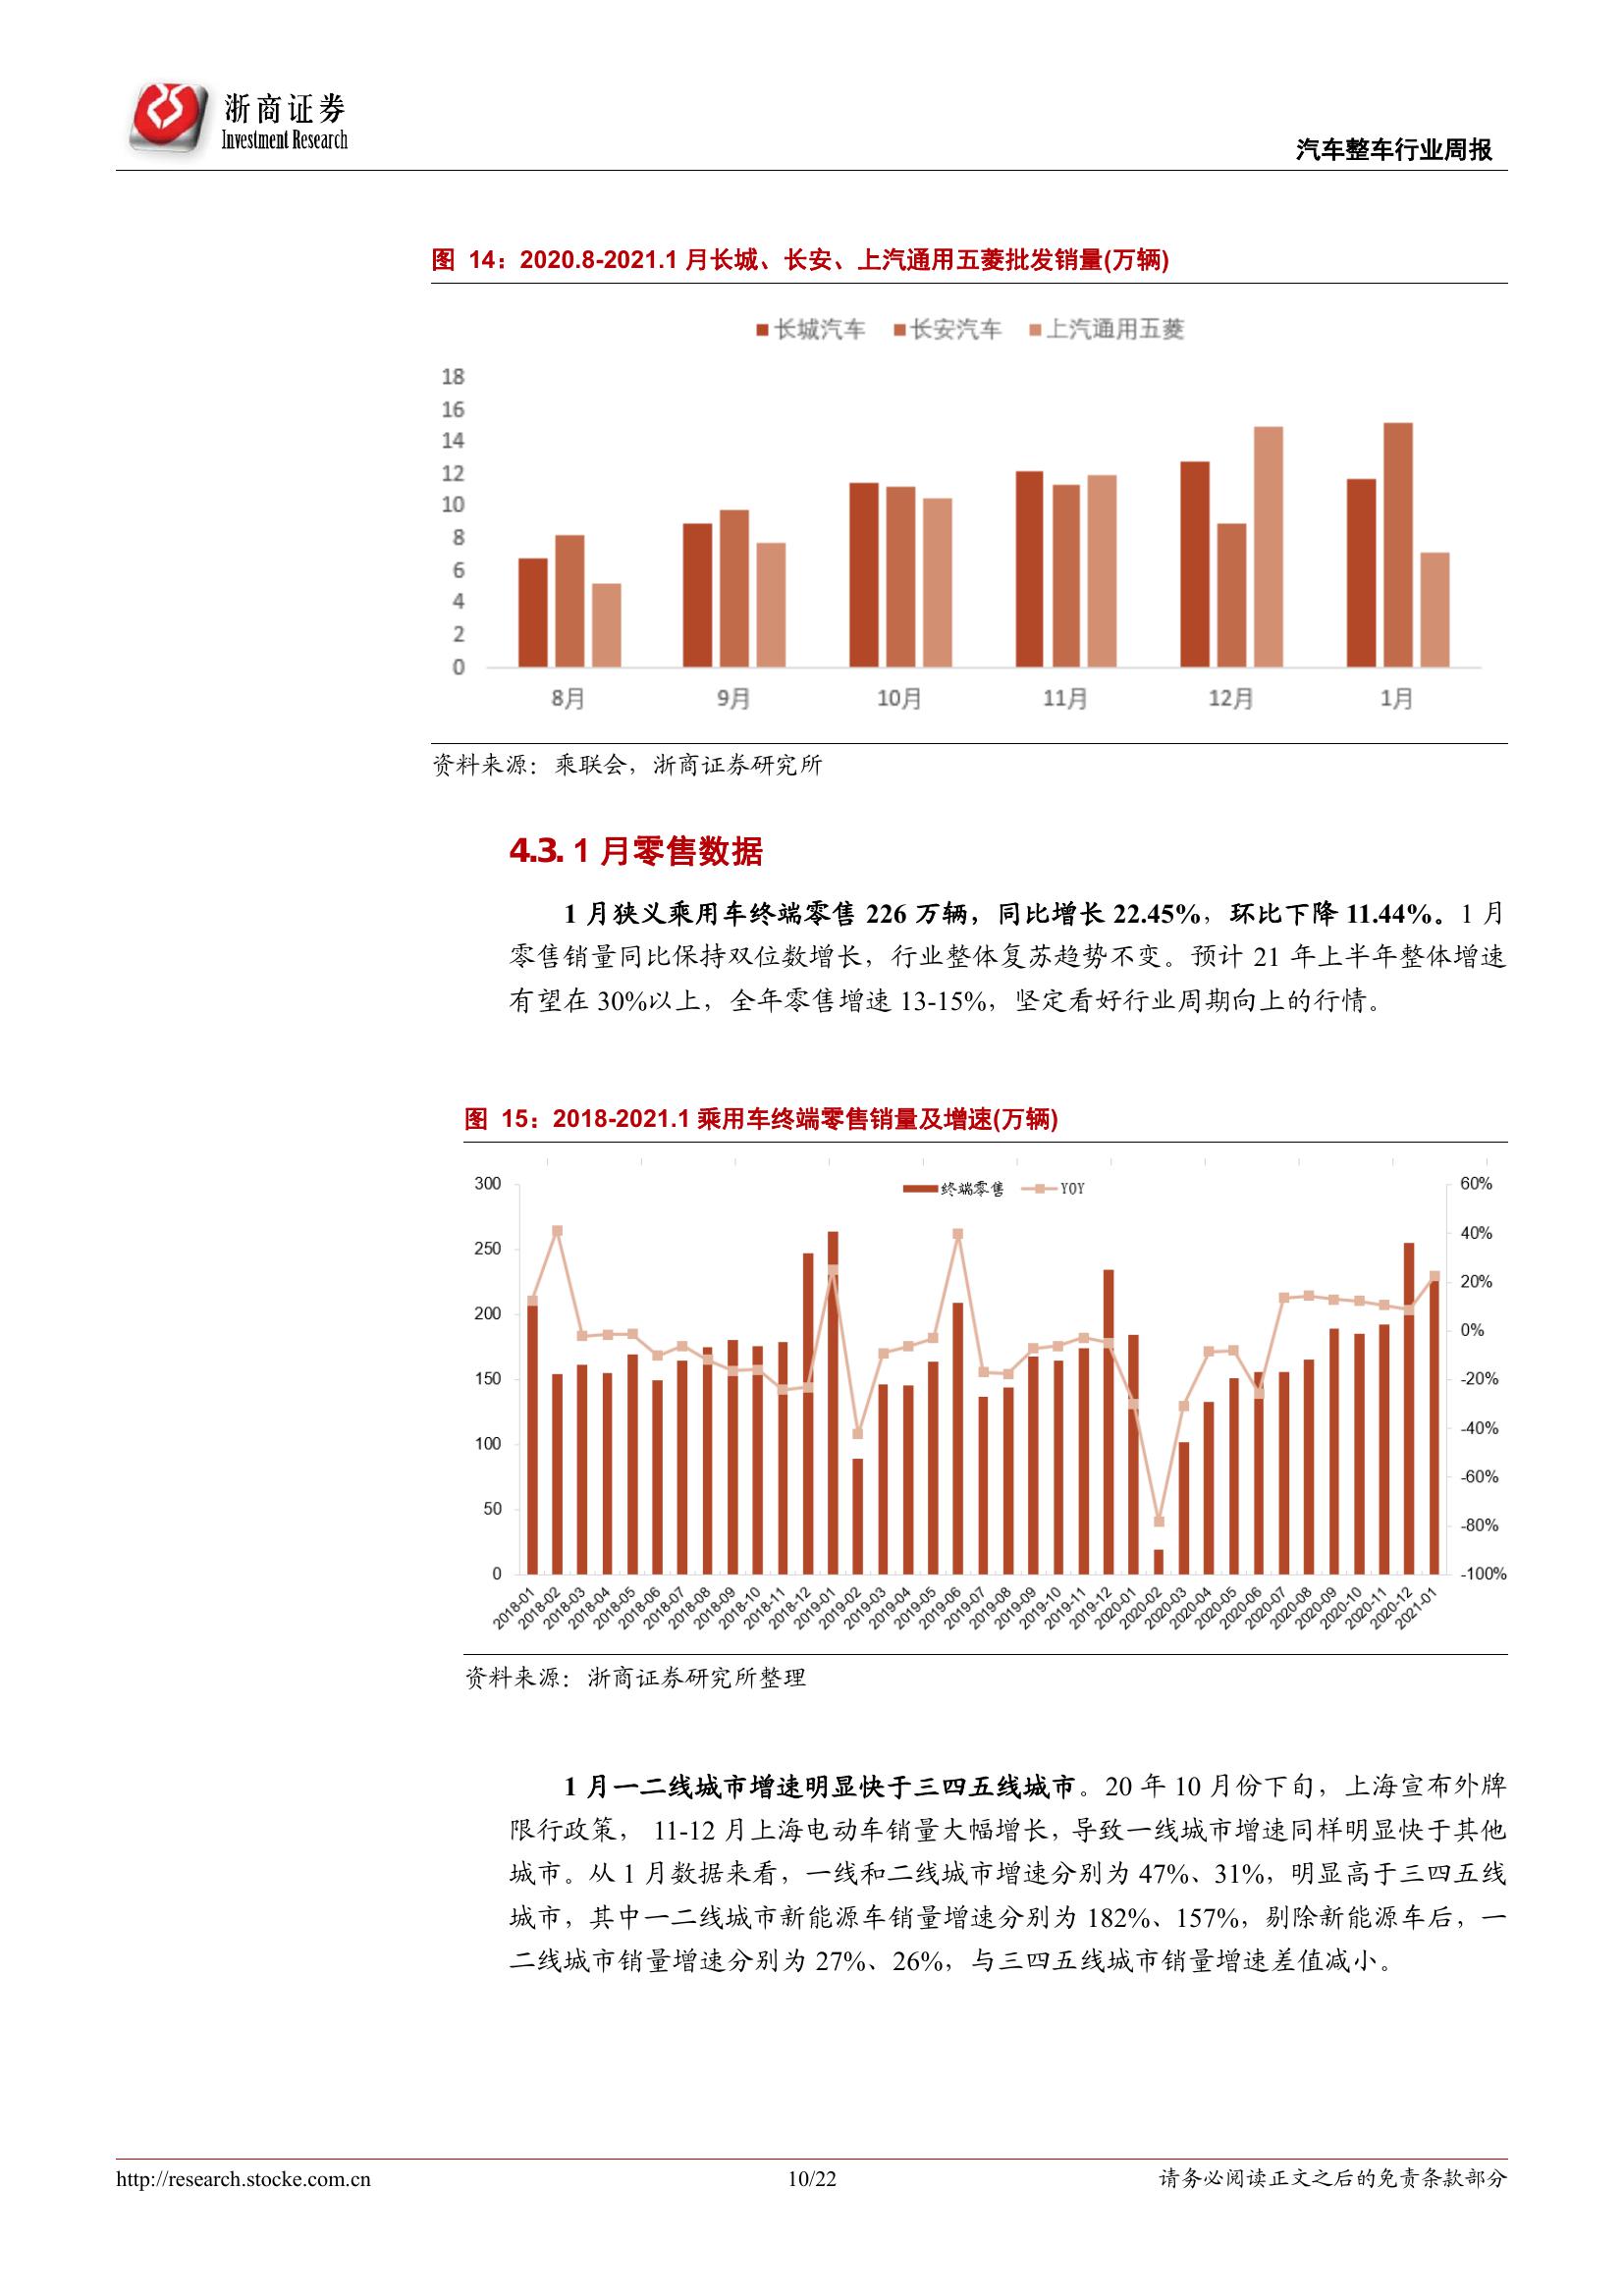 浙商证券
Investment Research
汽车整车行业周报
图 14：2020.8-2021.1 月长城、长安、上汽通用五菱批发销量(万辆)
长城汽车 长安汽车 上汽通用五菱
18
16
14
12
10
8
6
4
2
0
8月 9月 10月 11月 12月 1月
资料来源：乘联会，浙商证券研究所
4.3. 1 月零售数据
1 月狭义乘用车终端零售 226 万辆，同比增长 22.45%，环比下降 11.44%。1 月
零售销量同比保持双位数增长，行业整体复苏趋势不变。预计 21 年上半年整体增速
有望在 30%以上，全年零售增速 13-15%，坚定看好行业周期向上的行情。
图 15：2018-2021.1 乘用车终端零售销量及增速(万辆)
终端零售 YOY
300
250
200
150
100
50
0
60%
40%
20%
0%
-20%
-40%
-60%
-80%
-100%
2018-01 2018-02 2018-03 2018-04 2018-05 2018-06 2018-07 2018-08 2018-09 2018-10 2018-11 2018-12 2019-01 2019-02 2019-03 2019-04 2019-05 2019-06 2019-07 2019-08 2019-09 2019-10 2019-11 2019-12 2020-01 2020-02 2020-03 2020-04 2020-05 2020-06 2020-07 2020-08 2020-09 2020-10 2020-11 2020-12 2021-01
资料来源：浙商证券研究所整理
1 月一二线城市增速明显快于三四五线城市。20 年 10 月份下旬，上海宣布外牌
限行政策， 11-12 月上海电动车销量大幅增长，导致一线城市增速同样明显快于其他
城市。从 1 月数据来看，一线和二线城市增速分别为 47%、31%，明显高于三四五线
城市，其中一二线城市新能源车销量增速分别为 182%、157%，剔除新能源车后，一
二线城市销量增速分别为 27%、26%，与三四五线城市销量增速差值减小。
http://research.stocke.com.cn 10/22 请务必阅读正文之后的免责条款部分